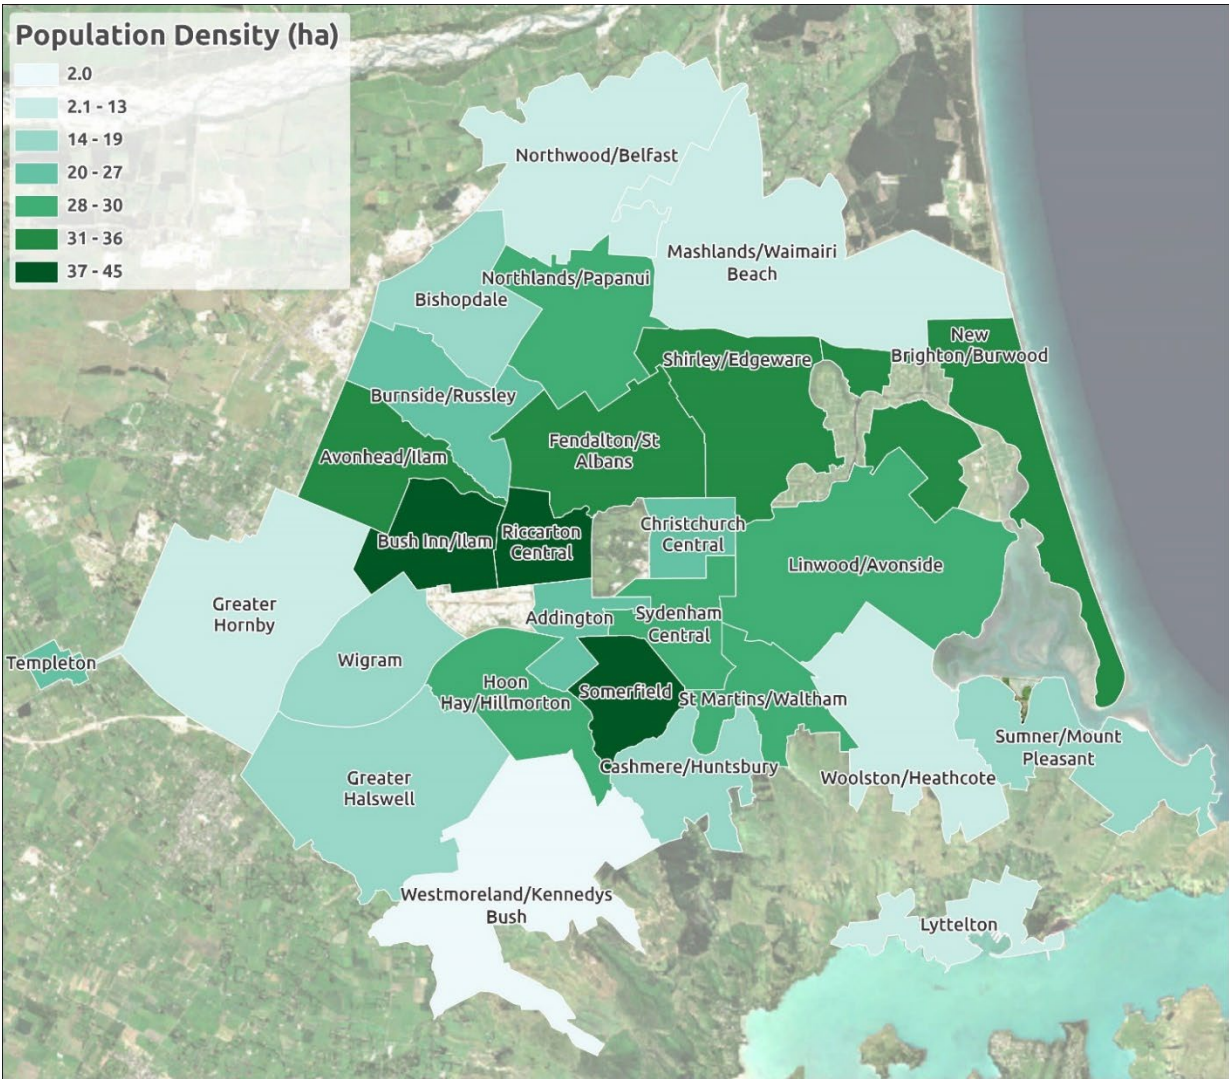 Population Density (ha)
2.0
2.1 - 13
14 - 19
20 - 27
28 - 30
31 - 36
37 - 45
Northwood/Belfast
Mashlands/Waimairi
Beach
Northlands/Papanui
Bishopdale
New
Brighton/Burwood
Shirley/Edgeware
Burnside/Russley
Fendalton/St
Albans
Avonhead/Ilam
Christchurch
Central
Bush Inn/Ilam
Riccarton
Central
Linwood/Avonside
Greater
Hornby
Addington
Sydenham
Central
Templeton
Wigram
Hoon
Hay/Hillmorton
Somerfield
St Martins/Waltham
Sumner/Mount
Pleasant
Cashmere/Huntsbury
Woolston/Heathcote
Greater
Halswell
Westmoreland/Kennedys
Bush
Lyttelton